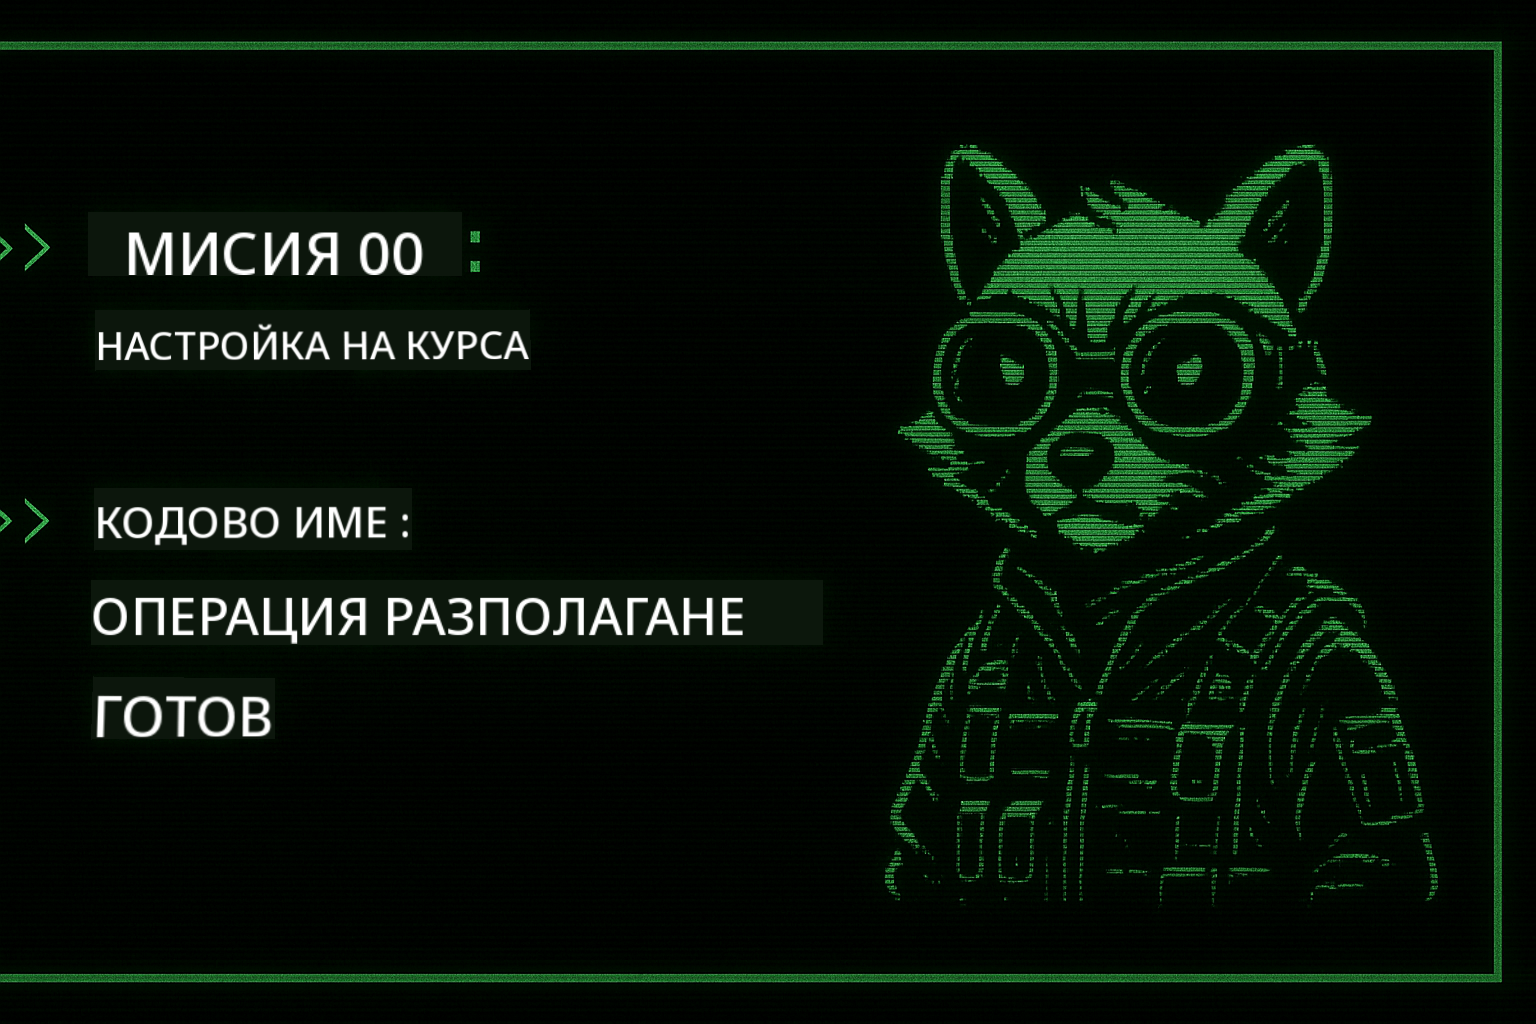 >> МИСИЯ 00 :
НАСТРОЙКА НА КУРСА
>> КОДОВО ИМЕ :
ОПЕРАЦИЯ РАЗПОЛАГАНЕ
ГОТОВ